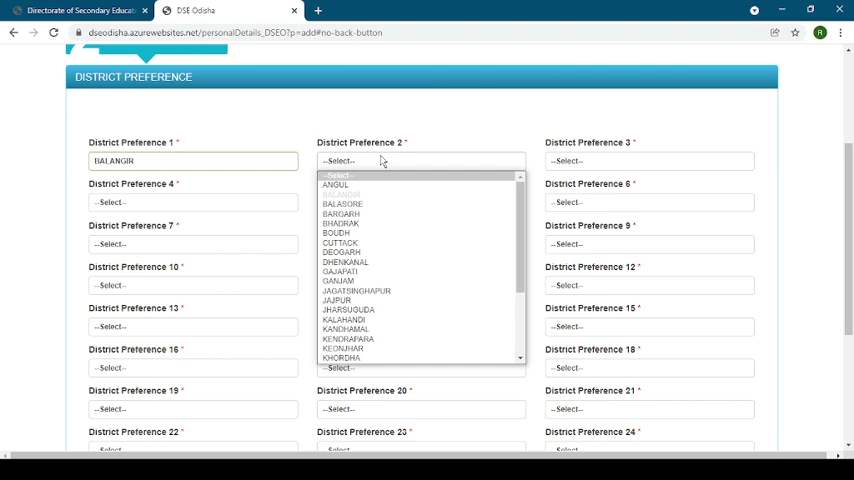 Directorate of Secondary Educat
DSE Odisha
dseodisha.azurewebsites.net/personalDetails_DSEO?p=add#no-back-button
R
2
DISTRICT PREFERENCE
District Preference 1 *
District Preference 2 *
District Preference 3 *
BALANGIR
--Select--
--Select--
--Select--
ANGUL
BALANGIR
BALASORE
BARGARH
BHADRAK
BOUDH
CUTTACK
DEOGARH
DHENKANAL
GAJAPATI
GANJAM
JAGATSINGHAPUR
JAJPUR
JHARSUGUDA
KALAHANDI
KANDHAMAL
KENDRAPARA
KEONJHAR
KHORDHA
District Preference 4 *
District Preference 6 *
--Select--
--Select--
District Preference 7 *
District Preference 9 *
--Select--
--Select--
District Preference 10 *
District Preference 12 *
--Select--
--Select--
District Preference 13 *
District Preference 15 *
--Select--
--Select--
District Preference 16 *
District Preference 18 *
--Select--
--Select--
--Select--
District Preference 19 *
District Preference 20 *
District Preference 21 *
--Select--
--Select--
--Select--
District Preference 22 *
District Preference 23 *
District Preference 24 *
--Select--
--Select--
--Select--